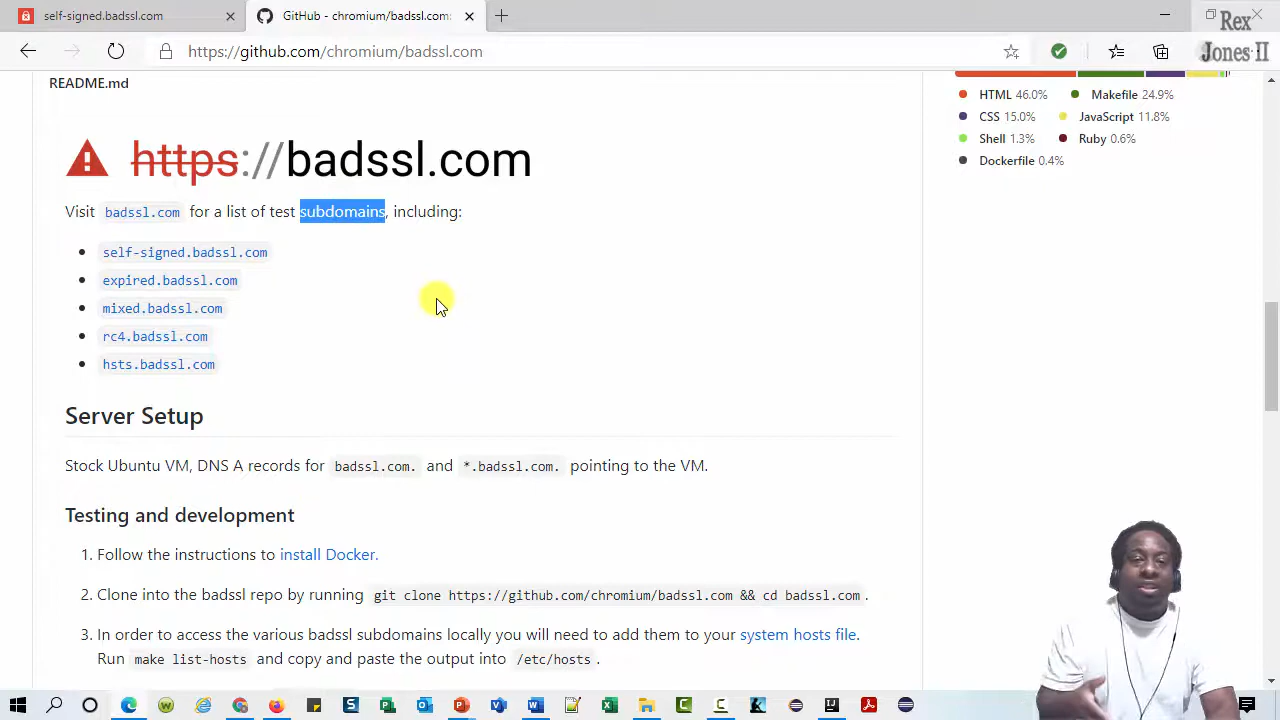 self-signed.badssl.com
GitHub - chromium/badssl.com:
Rex
Jones II
https://github.com/chromium/badssl.com
README.md
HTML 46.0%
Makefile 24.9%
CSS 15.0%
JavaScript 11.8%
Shell 1.3%
Ruby 0.6%
Dockerfile 0.4%
https://badssl.com
Visit badssl.com for a list of test subdomains, including:
self-signed.badssl.com
expired.badssl.com
mixed.badssl.com
rc4.badssl.com
hsts.badssl.com
Server Setup
Stock Ubuntu VM, DNS A records for badssl.com. and *.badssl.com. pointing to the VM.
Testing and development
1. Follow the instructions to install Docker.
2. Clone into the badssl repo by running git clone https://github.com/chromium/badssl.com && cd badssl.com .
3. In order to access the various badssl subdomains locally you will need to add them to your system hosts file.
Run make list-hosts and copy and paste the output into /etc/hosts .